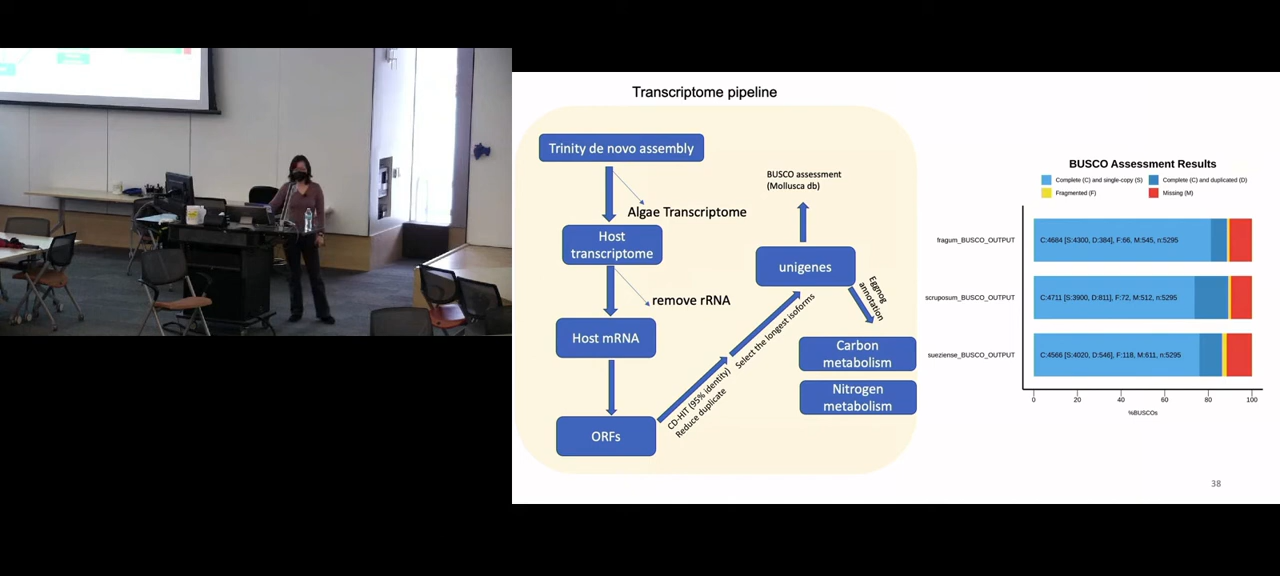 Transcriptome pipeline
Trinity de novo assembly
Algae Transcriptome
Host
transcriptome
remove rRNA
Host mRNA
ORFs
CD-HIT (95% identity)
Reduce duplicate
Select the longest isoforms
unigenes
BUSCO assessment
(Mollusca db)
Eggnog
annotation
Carbon
metabolism
Nitrogen
metabolism
BUSCO Assessment Results
Complete (C) and single-copy (S)
Complete (C) and duplicated (D)
Fragmented (F)
Missing (M)
fragum_BUSCO_OUTPUT
C:4684 [S:4300, D:384], F:66, M:545, n:5295
scruposum_BUSCO_OUTPUT
C:4711 [S:3900, D:811], F:72, M:512, n:5295
sueziense_BUSCO_OUTPUT
C:4566 [S:4020, D:546], F:118, M:611, n:5295
0 20 40 60 80 100
%BUSCOs
38